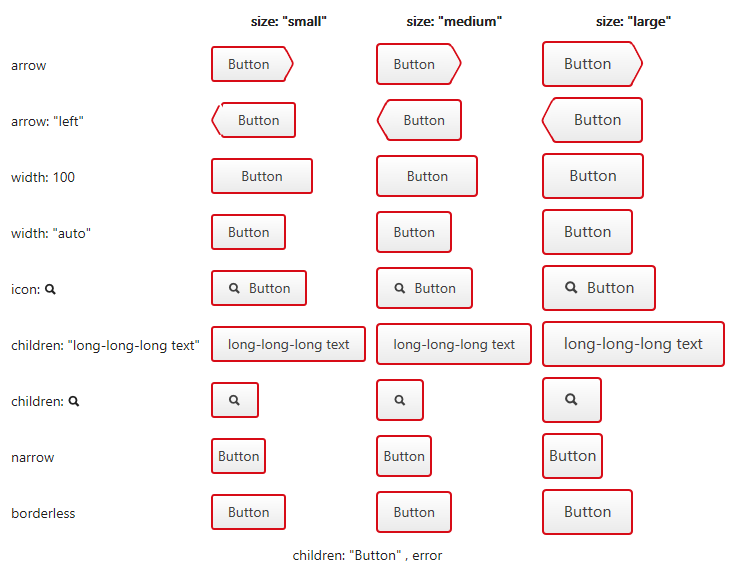 size: "small" size: "medium" size: "large"
arrow Button Button Button
arrow: "left" Button Button Button
width: 100 Button Button Button
width: "auto" Button Button Button
icon: Button Button Button
children: "long-long-long text" long-long-long text long-long-long text long-long-long text
children:
narrow Button Button Button
borderless Button Button Button
children: "Button" , error